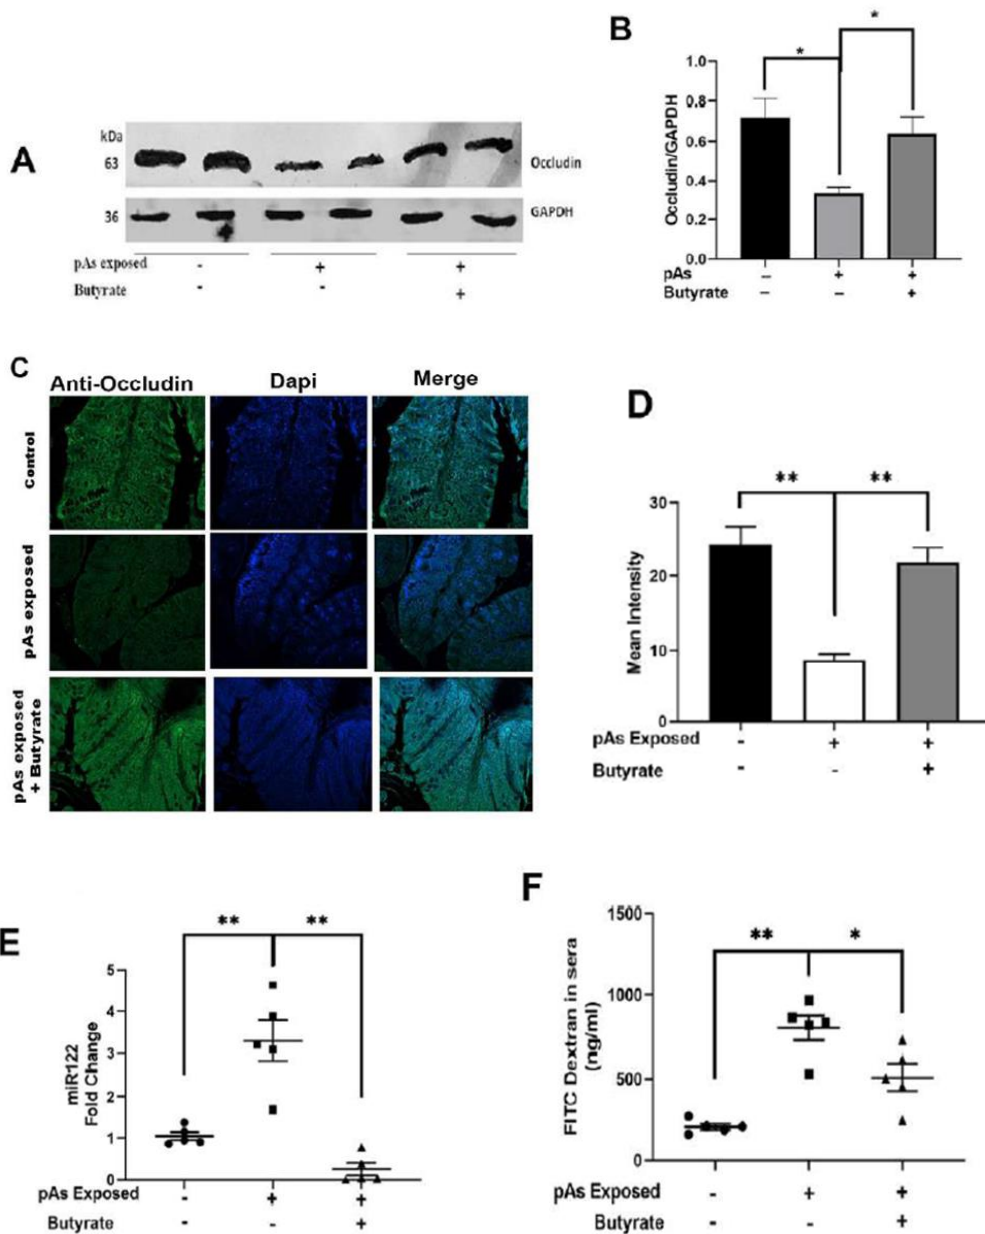 A
kDa
63
Occludin
36
GAPDH
pAs exposed - + +
Butyrate - - +
B
* *
Occludin/GAPDH
1.0
0.8
0.6
0.4
0.2
0.0
pAs – + +
Butyrate – – +
C
Anti-Occludin Dapi Merge
Control
pAs exposed
pAs exposed
+ Butyrate
D
** **
Mean Intensity
30
20
10
0
pAs Exposed - + +
Butyrate - - +
E
** **
miR122
Fold Change
5
4
3
2
1
0
pAs Exposed - + +
Butyrate - - +
F
** *
FITC Dextran in sera
(ng/ml)
1500
1000
500
0
pAs Exposed - + +
Butyrate - - +